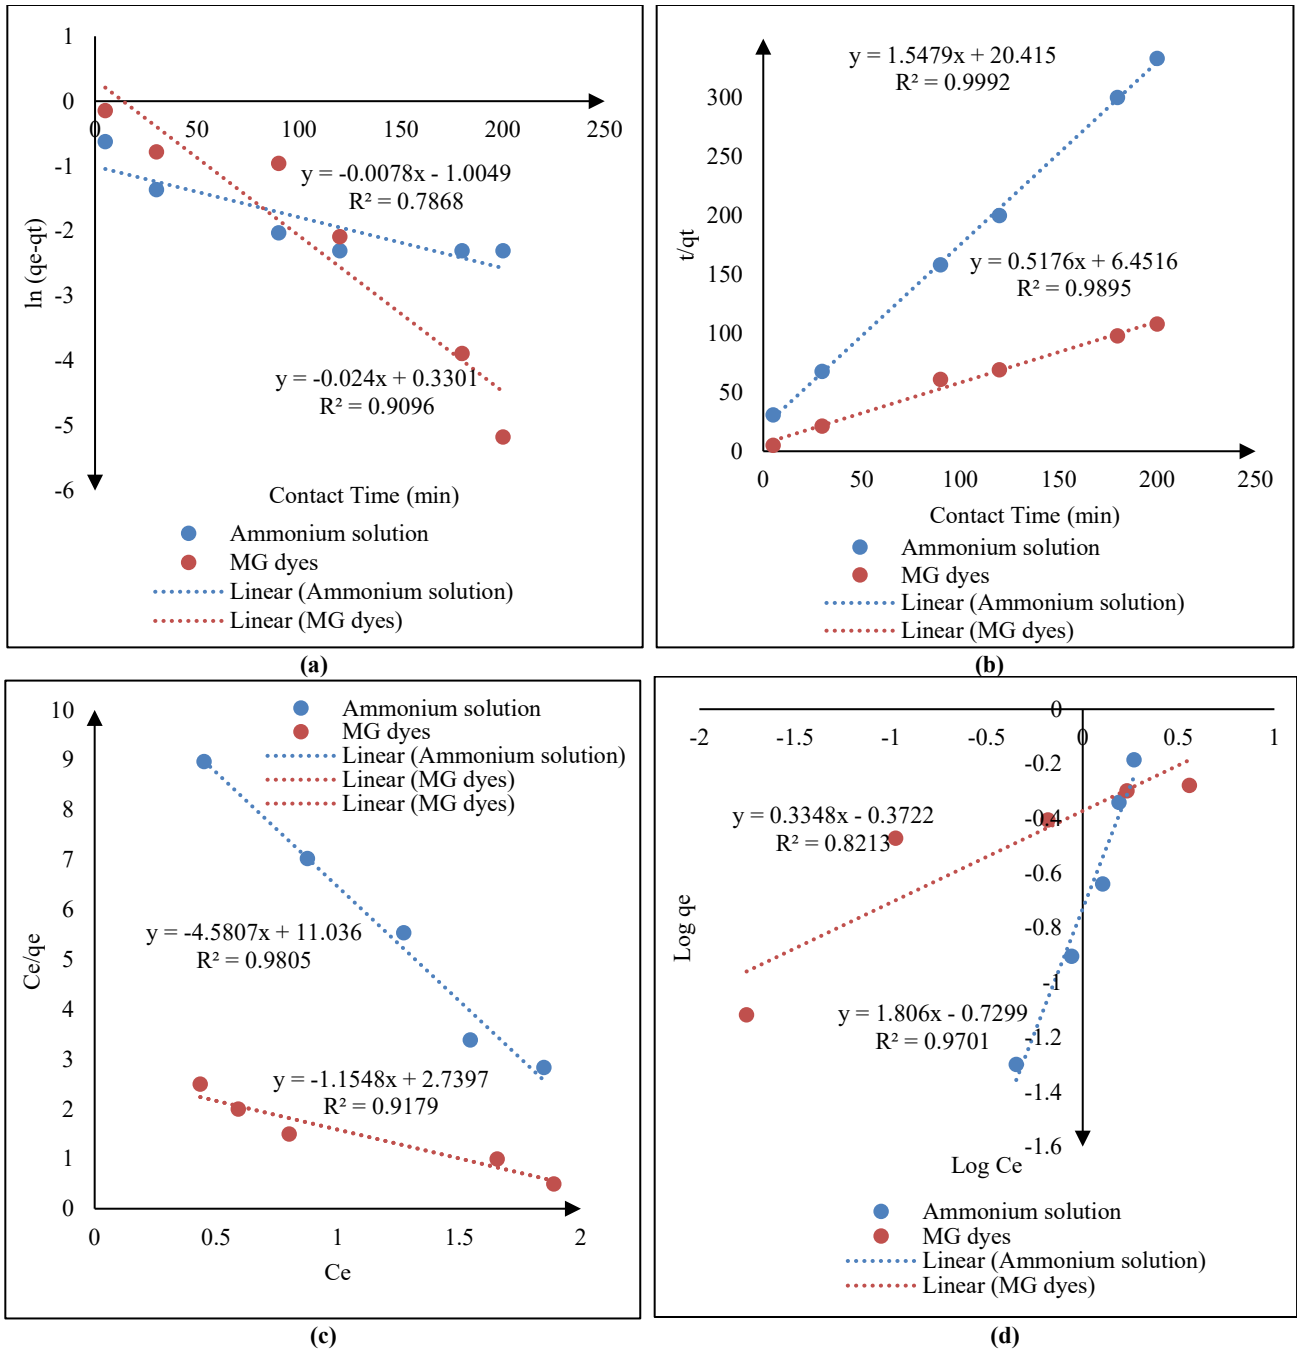 1
0
-1
-2
-3
-4
-5
-6
0
50
100
150
200
250
ln (qe-qt)
y = -0.0078x - 1.0049
R² = 0.7868
y = -0.024x + 0.3301
R² = 0.9096
Contact Time (min)
Ammonium solution
MG dyes
Linear (Ammonium solution)
Linear (MG dyes)
(a)
y = 1.5479x + 20.415
R² = 0.9992
300
250
200
150
100
50
0
t/qt
y = 0.5176x + 6.4516
R² = 0.9895
0
50
100
150
200
250
Contact Time (min)
Ammonium solution
MG dyes
Linear (Ammonium solution)
Linear (MG dyes)
(b)
10
9
8
7
6
5
4
3
2
1
0
Ce/qe
Ammonium solution
MG dyes
Linear (Ammonium solution)
Linear (MG dyes)
Linear (MG dyes)
y = -4.5807x + 11.036
R² = 0.9805
y = -1.1548x + 2.7397
R² = 0.9179
0
0.5
1
1.5
2
Ce
(c)
0
-2
-1.5
-1
-0.5
0
0.5
1
-0.2
-0.4
-0.6
-0.8
-1
-1.2
-1.4
-1.6
Log qe
y = 0.3348x - 0.3722
R² = 0.8213
y = 1.806x - 0.7299
R² = 0.9701
Log Ce
Ammonium solution
MG dyes
Linear (Ammonium solution)
Linear (MG dyes)
(d)